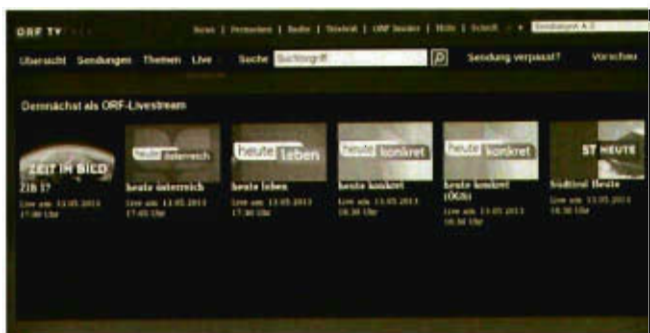 ORF TV
News | Fernsehen | Radio | Teletext | ORF Insider | Hilfe | Schrift
Sendungen A-Z
Übersicht Sendungen Themen Live Suche Suchbegriff Sendung verpasst? Vorschau
Demnächst als ORF-Livestream
ZEIT IM BILD
heute österreich
heute leben
heute konkret
heute konkret
ST HEUTE
ZIB 17
heute österreich
heute leben
heute konkret
heute konkret
(ÖGS)
Südtirol Heute
Live am: 13.05.2013
17:00 Uhr
Live am: 13.05.2013
17:05 Uhr
Live am: 13.05.2013
17:30 Uhr
Live am: 13.05.2013
18:30 Uhr
Live am: 13.05.2013
18:30 Uhr
Live am: 13.05.2013
18:30 Uhr